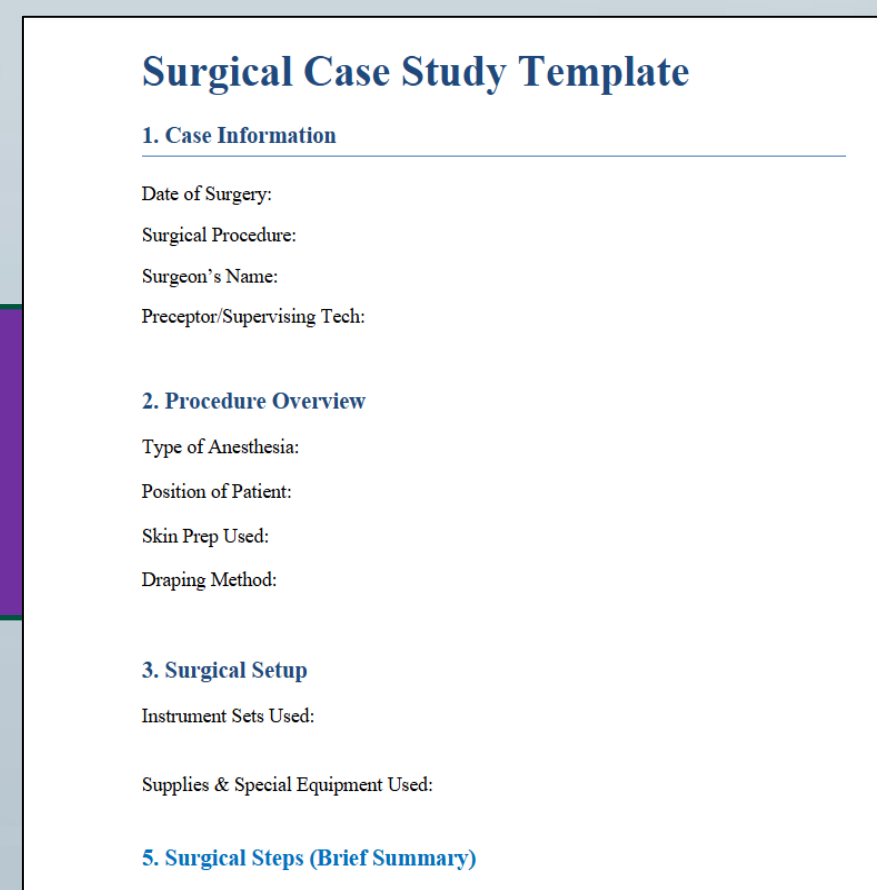 Surgical Case Study Template
1. Case Information
Date of Surgery:
Surgical Procedure:
Surgeon’s Name:
Preceptor/Supervising Tech:
2. Procedure Overview
Type of Anesthesia:
Position of Patient:
Skin Prep Used:
Draping Method:
3. Surgical Setup
Instrument Sets Used:
Supplies & Special Equipment Used:
5. Surgical Steps (Brief Summary)